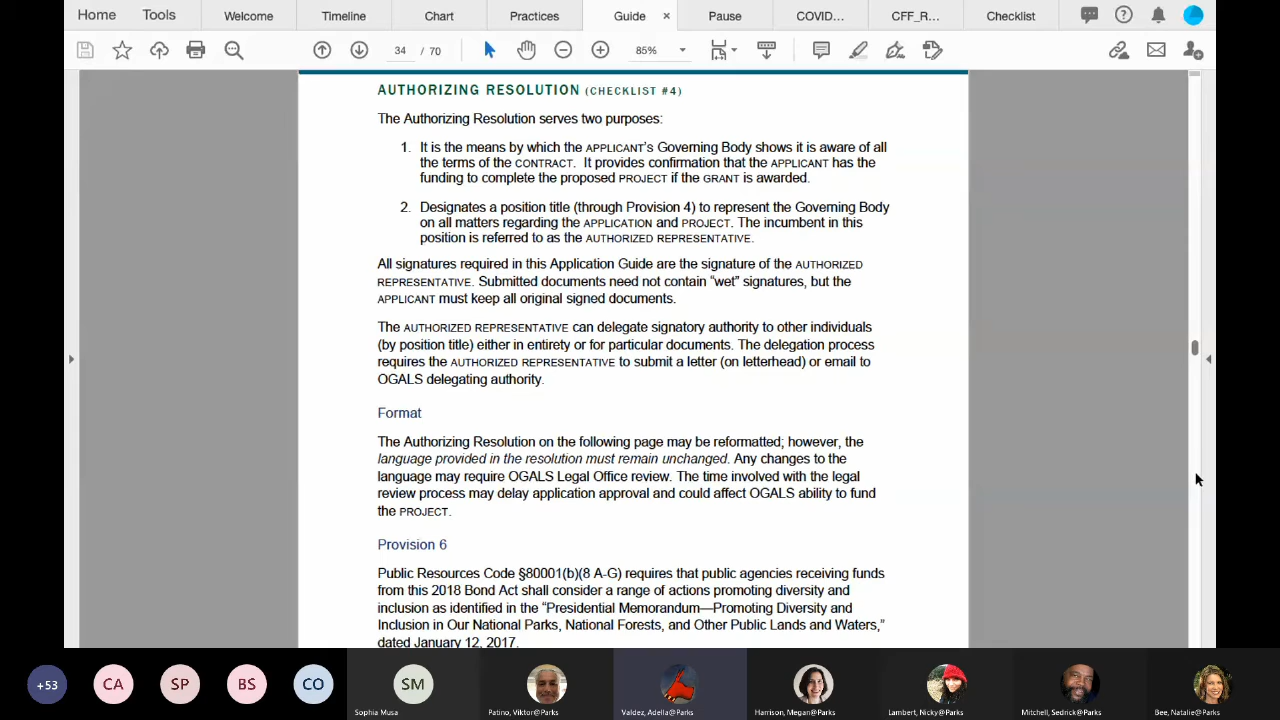 Home Tools Welcome Timeline Chart Practices Guide × Pause COVID... CFF_R... Checklist
34 / 70 85%
AUTHORIZING RESOLUTION (CHECKLIST #4)
The Authorizing Resolution serves two purposes:
1. It is the means by which the APPLICANT's Governing Body shows it is aware of all
the terms of the CONTRACT. It provides confirmation that the APPLICANT has the
funding to complete the proposed PROJECT if the GRANT is awarded.
2. Designates a position title (through Provision 4) to represent the Governing Body
on all matters regarding the APPLICATION and PROJECT. The incumbent in this
position is referred to as the AUTHORIZED REPRESENTATIVE.
All signatures required in this Application Guide are the signature of the AUTHORIZED
REPRESENTATIVE. Submitted documents need not contain “wet” signatures, but the
APPLICANT must keep all original signed documents.
The AUTHORIZED REPRESENTATIVE can delegate signatory authority to other individuals
(by position title) either in entirety or for particular documents. The delegation process
requires the AUTHORIZED REPRESENTATIVE to submit a letter (on letterhead) or email to
OGALS delegating authority.
Format
The Authorizing Resolution on the following page may be reformatted; however, the
language provided in the resolution must remain unchanged. Any changes to the
language may require OGALS Legal Office review. The time involved with the legal
review process may delay application approval and could affect OGALS ability to fund
the PROJECT.
Provision 6
Public Resources Code §80001(b)(8 A-G) requires that public agencies receiving funds
from this 2018 Bond Act shall consider a range of actions promoting diversity and
inclusion as identified in the “Presidential Memorandum—Promoting Diversity and
Inclusion in Our National Parks, National Forests, and Other Public Lands and Waters,”
dated January 12, 2017.
+53 CA SP BS CO SM
Sophia Musa Patino, Viktor@Parks Valdez, Adella@Parks Harrison, Megan@Parks Lambert, Nicky@Parks Mitchell, Sedrick@Parks Bee, Natalie@Parks